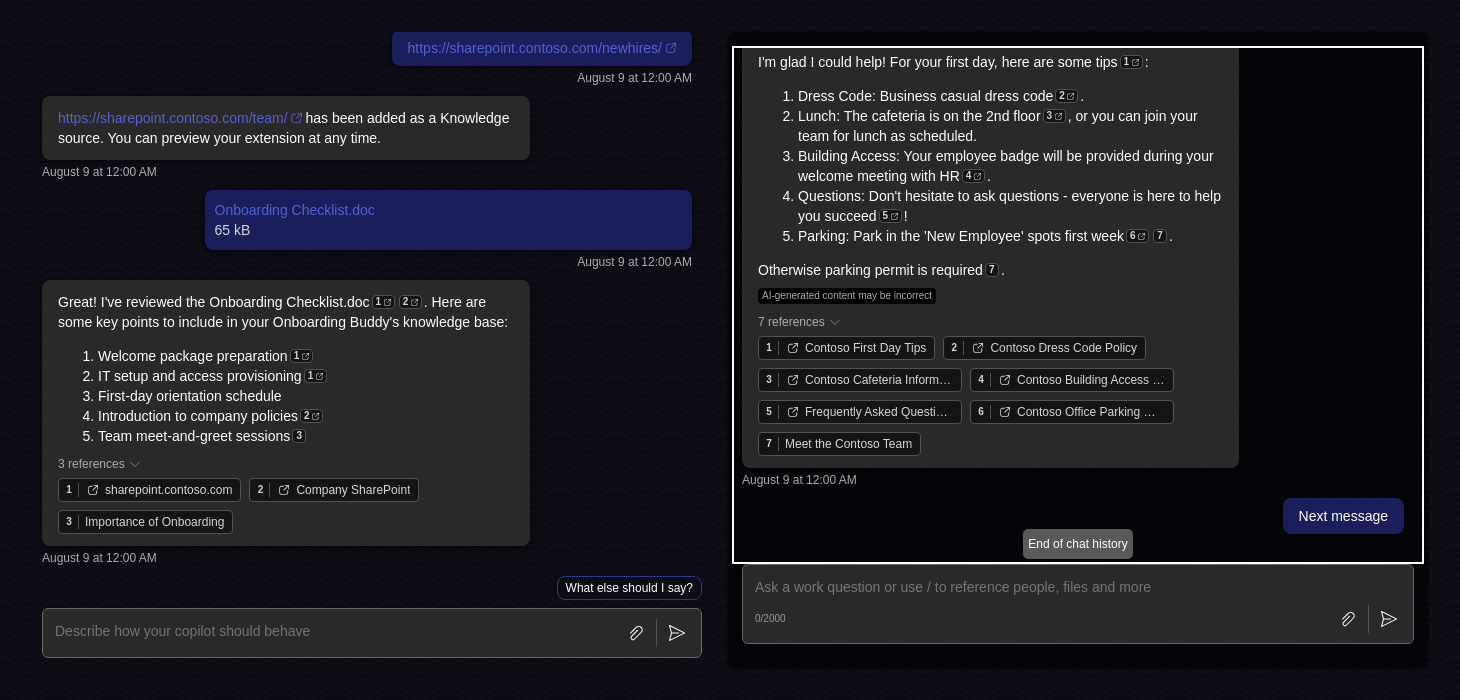 https://sharepoint.contoso.com/newhires/
August 9 at 12:00 AM
https://sharepoint.contoso.com/team/ has been added as a Knowledge
source. You can preview your extension at any time.
August 9 at 12:00 AM
Onboarding Checklist.doc
65 kB
August 9 at 12:00 AM
Great! I've reviewed the Onboarding Checklist.doc 1 2 . Here are
some key points to include in your Onboarding Buddy's knowledge base:
1. Welcome package preparation 1
2. IT setup and access provisioning 1
3. First-day orientation schedule
4. Introduction to company policies 2
5. Team meet-and-greet sessions 3
3 references
1 sharepoint.contoso.com 2 Company SharePoint
3 Importance of Onboarding
August 9 at 12:00 AM
What else should I say?
Describe how your copilot should behave
I'm glad I could help! For your first day, here are some tips 1 :
1. Dress Code: Business casual dress code 2 .
2. Lunch: The cafeteria is on the 2nd floor 3 , or you can join your
team for lunch as scheduled.
3. Building Access: Your employee badge will be provided during your
welcome meeting with HR 4 .
4. Questions: Don't hesitate to ask questions - everyone is here to help
you succeed 5 !
5. Parking: Park in the 'New Employee' spots first week 6 7 .
Otherwise parking permit is required 7 .
AI-generated content may be incorrect
7 references
1 Contoso First Day Tips 2 Contoso Dress Code Policy
3 Contoso Cafeteria Inform… 4 Contoso Building Access …
5 Frequently Asked Questi… 6 Contoso Office Parking …
7 Meet the Contoso Team
August 9 at 12:00 AM
Next message
End of chat history
Ask a work question or use / to reference people, files and more
0/2000